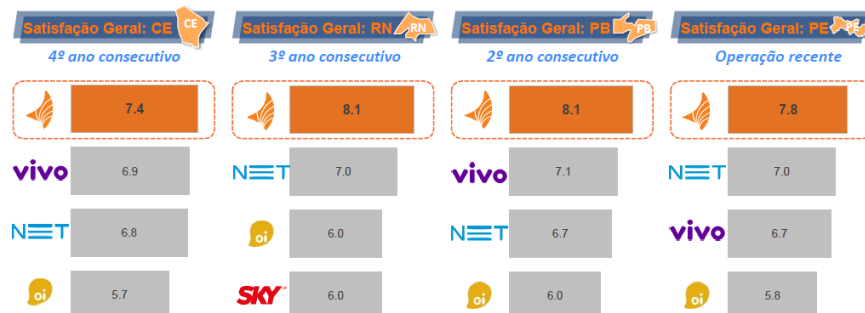 Satisfação Geral: CE
CE
4º ano consecutivo
7.4
vivo
6.9
NET
6.8
oi
5.7
Satisfação Geral: RN
RN
3º ano consecutivo
8.1
NET
7.0
oi
6.0
SKY
6.0
Satisfação Geral: PB
PB
2º ano consecutivo
8.1
vivo
7.1
NET
6.7
oi
6.0
Satisfação Geral: PE
PE
Operação recente
7.8
NET
7.0
vivo
6.7
oi
5.8